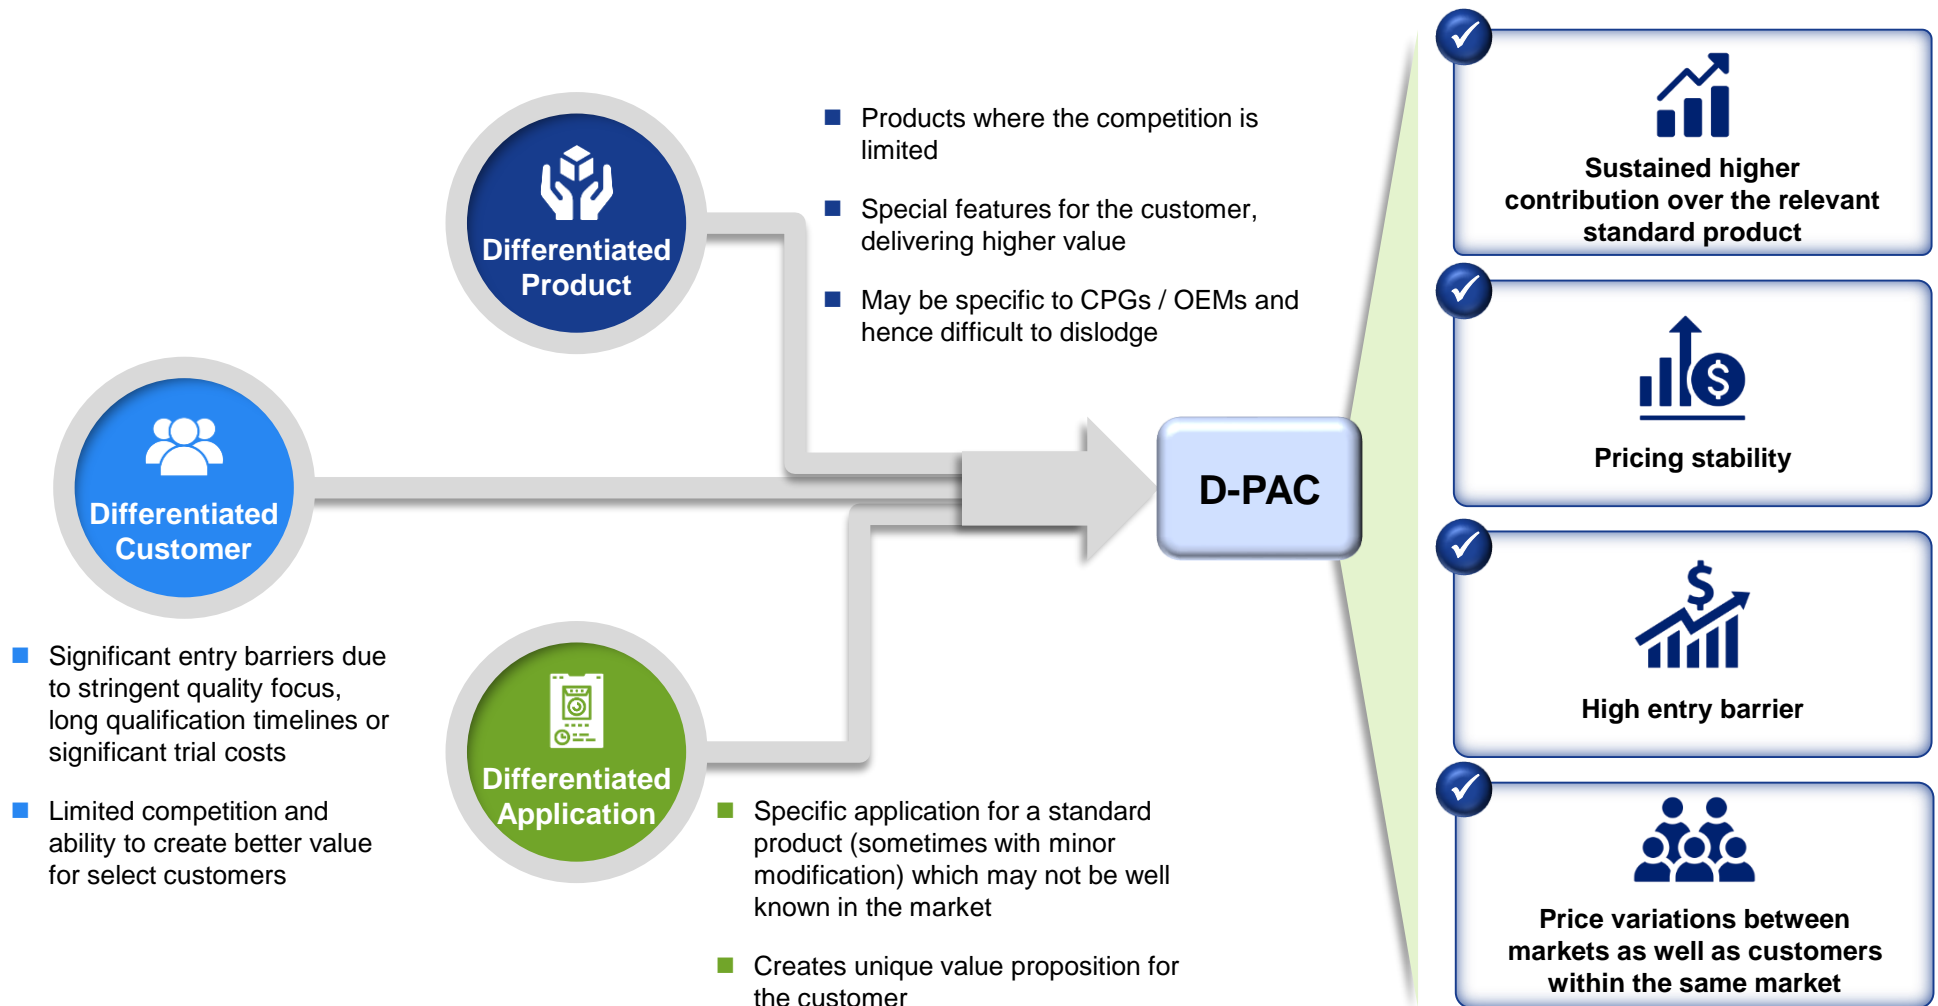 Differentiated
Product
Products where the competition is
limited
Special features for the customer,
delivering higher value
May be specific to CPGs / OEMs and
hence difficult to dislodge
Differentiated
Customer
Significant entry barriers due
to stringent quality focus,
long qualification timelines or
significant trial costs
Limited competition and
ability to create better value
for select customers
Differentiated
Application
Specific application for a standard
product (sometimes with minor
modification) which may not be well
known in the market
Creates unique value proposition for
the customer
D-PAC
Sustained higher
contribution over the relevant
standard product
$
Pricing stability
$
High entry barrier
Price variations between
markets as well as customers
within the same market